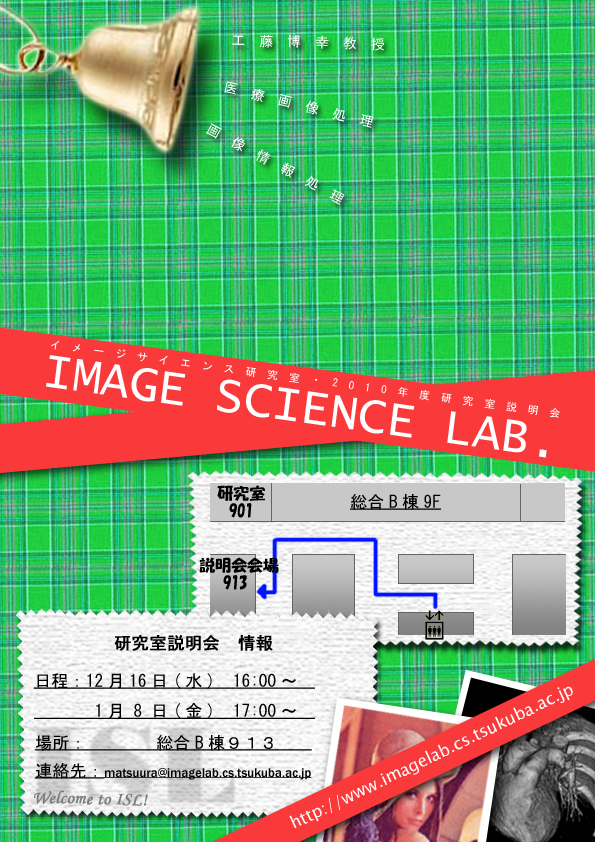 工藤博幸教授
医療画像処理
画像情報処理
イメージサイエンス研究室・2010年度研究室説明会
IMAGE SCIENCE LAB.
研究室
901
総合B棟9F
説明会会場
913
研究室説明会 情報
日程：12月16日(水) 16:00～
1月 8日(金) 17:00～
場所： 総合B棟913
連絡先：matsuura@imagelab.cs.tsukuba.ac.jp
ISL
Welcome to ISL!
http://www.imagelab.cs.tsukuba.ac.jp